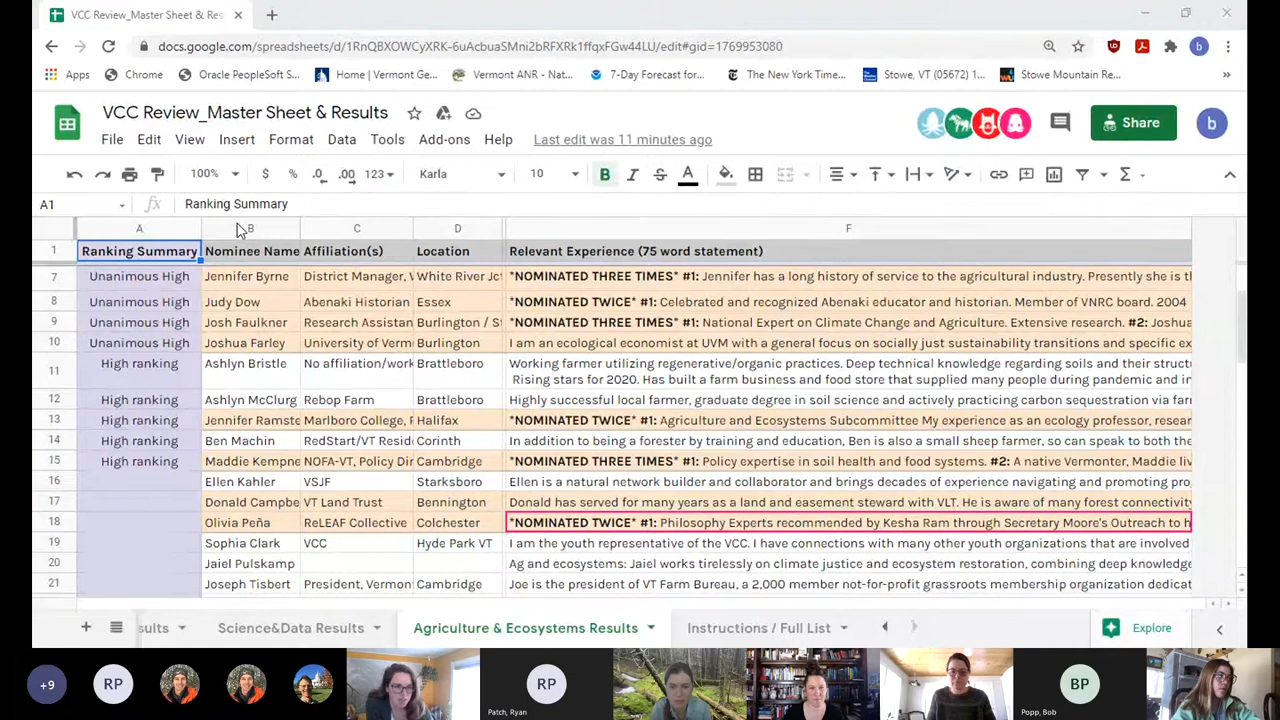 VCC Review_Master Sheet & Res
docs.google.com/spreadsheets/d/1RnQBXOWCyXRK-6uAcbuaSMni2bRFXRk1ffqxFGw44LU/edit#gid=1769953080
Apps Chrome Oracle PeopleSoft S... Home | Vermont Ge... Vermont ANR - Nat... 7-Day Forecast for... The New York Time... Stowe, VT (05672) 1... Stowe Mountain Re...
VCC Review_Master Sheet & Results
Share
b
File Edit View Insert Format Data Tools Add-ons Help Last edit was 11 minutes ago
100% $ % .0 .00 123 Karla 10 B I S A
A1 fx Ranking Summary
A B C D F
1 Ranking Summary Nominee Name Affiliation(s) Location Relevant Experience (75 word statement)
7 Unanimous High Jennifer Byrne District Manager, White River Jc *NOMINATED THREE TIMES* #1: Jennifer has a long history of service to the agricultural industry. Presently she is
8 Unanimous High Judy Dow Abenaki Historian Essex *NOMINATED TWICE* #1: Celebrated and recognized Abenaki educator and historian. Member of VNRC board. 2004
9 Unanimous High Josh Faulkner Research Assistan Burlington / S *NOMINATED THREE TIMES* #1: National Expert on Climate Change and Agriculture. Extensive research. #2: Joshua
10 Unanimous High Joshua Farley University of Verm Burlington I am an ecological economist at UVM with a general focus on socially just sustainability transitions and specific ex
11 High ranking Ashlyn Bristle No affiliation/work Brattleboro Working farmer utilizing regenerative/organic practices. Deep technical knowledge regarding soils and their struct
Rising stars for 2020. Has built a farm business and food store that supplied many people during pandemic and in
12 High ranking Ashlyn McClurg Rebop Farm Brattleboro Highly successful local farmer, graduate degree in soil science and actively practicing carbon sequestration via far
13 High ranking Jennifer Ramste Marlboro College, Halifax *NOMINATED TWICE* #1: Agriculture and Ecosystems Subcommittee My experience as an ecology professor, resear
14 High ranking Ben Machin RedStart/VT Resid Corinth In addition to being a forester by training and education, Ben is also a small sheep farmer, so can speak to both the
15 High ranking Maddie Kempne NOFA-VT, Policy Dir Cambridge *NOMINATED THREE TIMES* #1: Policy expertise in soil health and food systems. #2: A native Vermonter, Maddie liv
16 Ellen Kahler VSJF Starksboro Ellen is a natural network builder and collaborator and brings decades of experience navigating and promoting pro
17 Donald Campbe VT Land Trust Bennington Donald has served for many years as a land and easement steward with VLT. He is aware of many forest connectivity
18 Olivia Peña ReLEAF Collective Colchester *NOMINATED TWICE* #1: Philosophy Experts recommended by Kesha Ram through Secretary Moore's Outreach to h
19 Sophia Clark VCC Hyde Park VT I am the youth representative of the VCC. I have connections with many other youth organizations that are involved
20 Jaiel Pulskamp Ag and ecosystems: Jaiel works tirelessly on climate justice and ecosystem restoration, combining deep knowledge
21 Joseph Tisbert President, Vermon Cambridge Joe is the president of VT Farm Bureau, a 2,000 member not-for-profit grassroots membership organization dedicat
sults Science&Data Results Agriculture & Ecosystems Results Instructions / Full List Explore
+9 RP RP BP
Patch, Ryan Popp, Bob